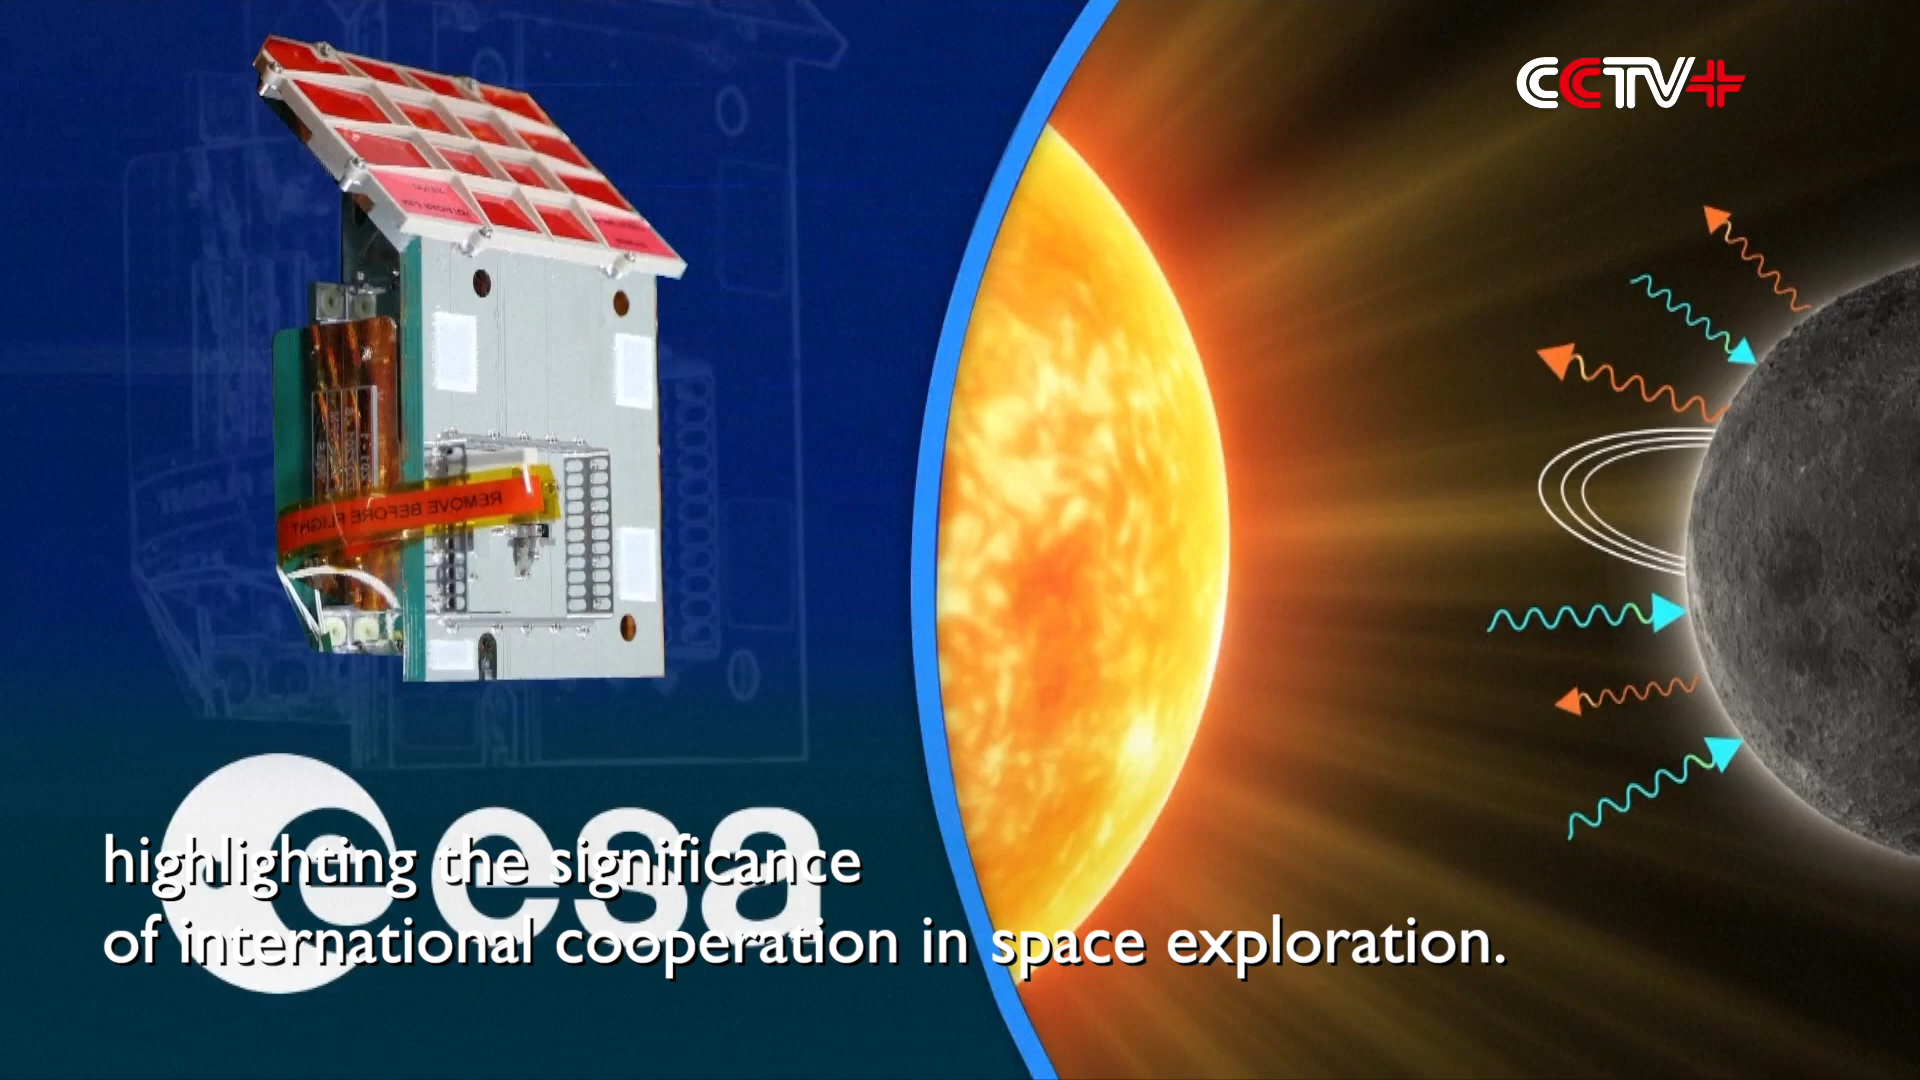 CCTV+
REMOVE BEFORE FLIGHT
esa
highlighting the significance
of international cooperation in space exploration.